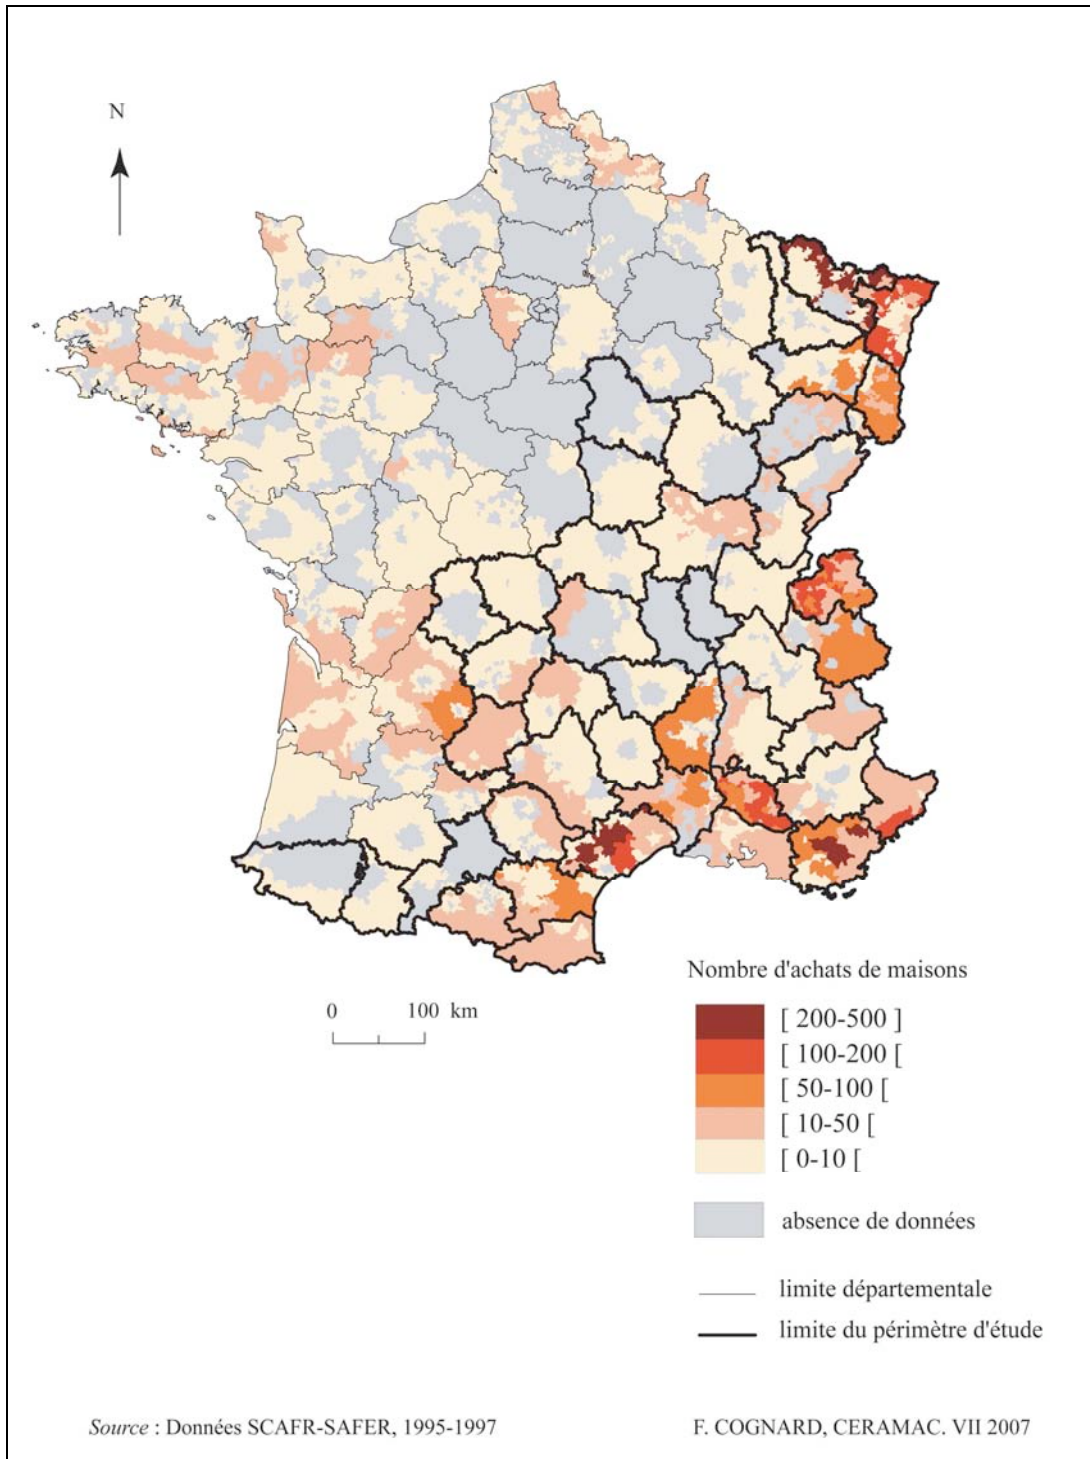 N
0 100 km
Nombre d'achats de maisons
[ 200-500 ]
[ 100-200 [
[ 50-100 [
[ 10-50 [
[ 0-10 [
absence de données
limite départementale
limite du périmètre d'étude
Source : Données SCAFR-SAFER, 1995-1997
F. COGNARD, CERAMAC. VII 2007